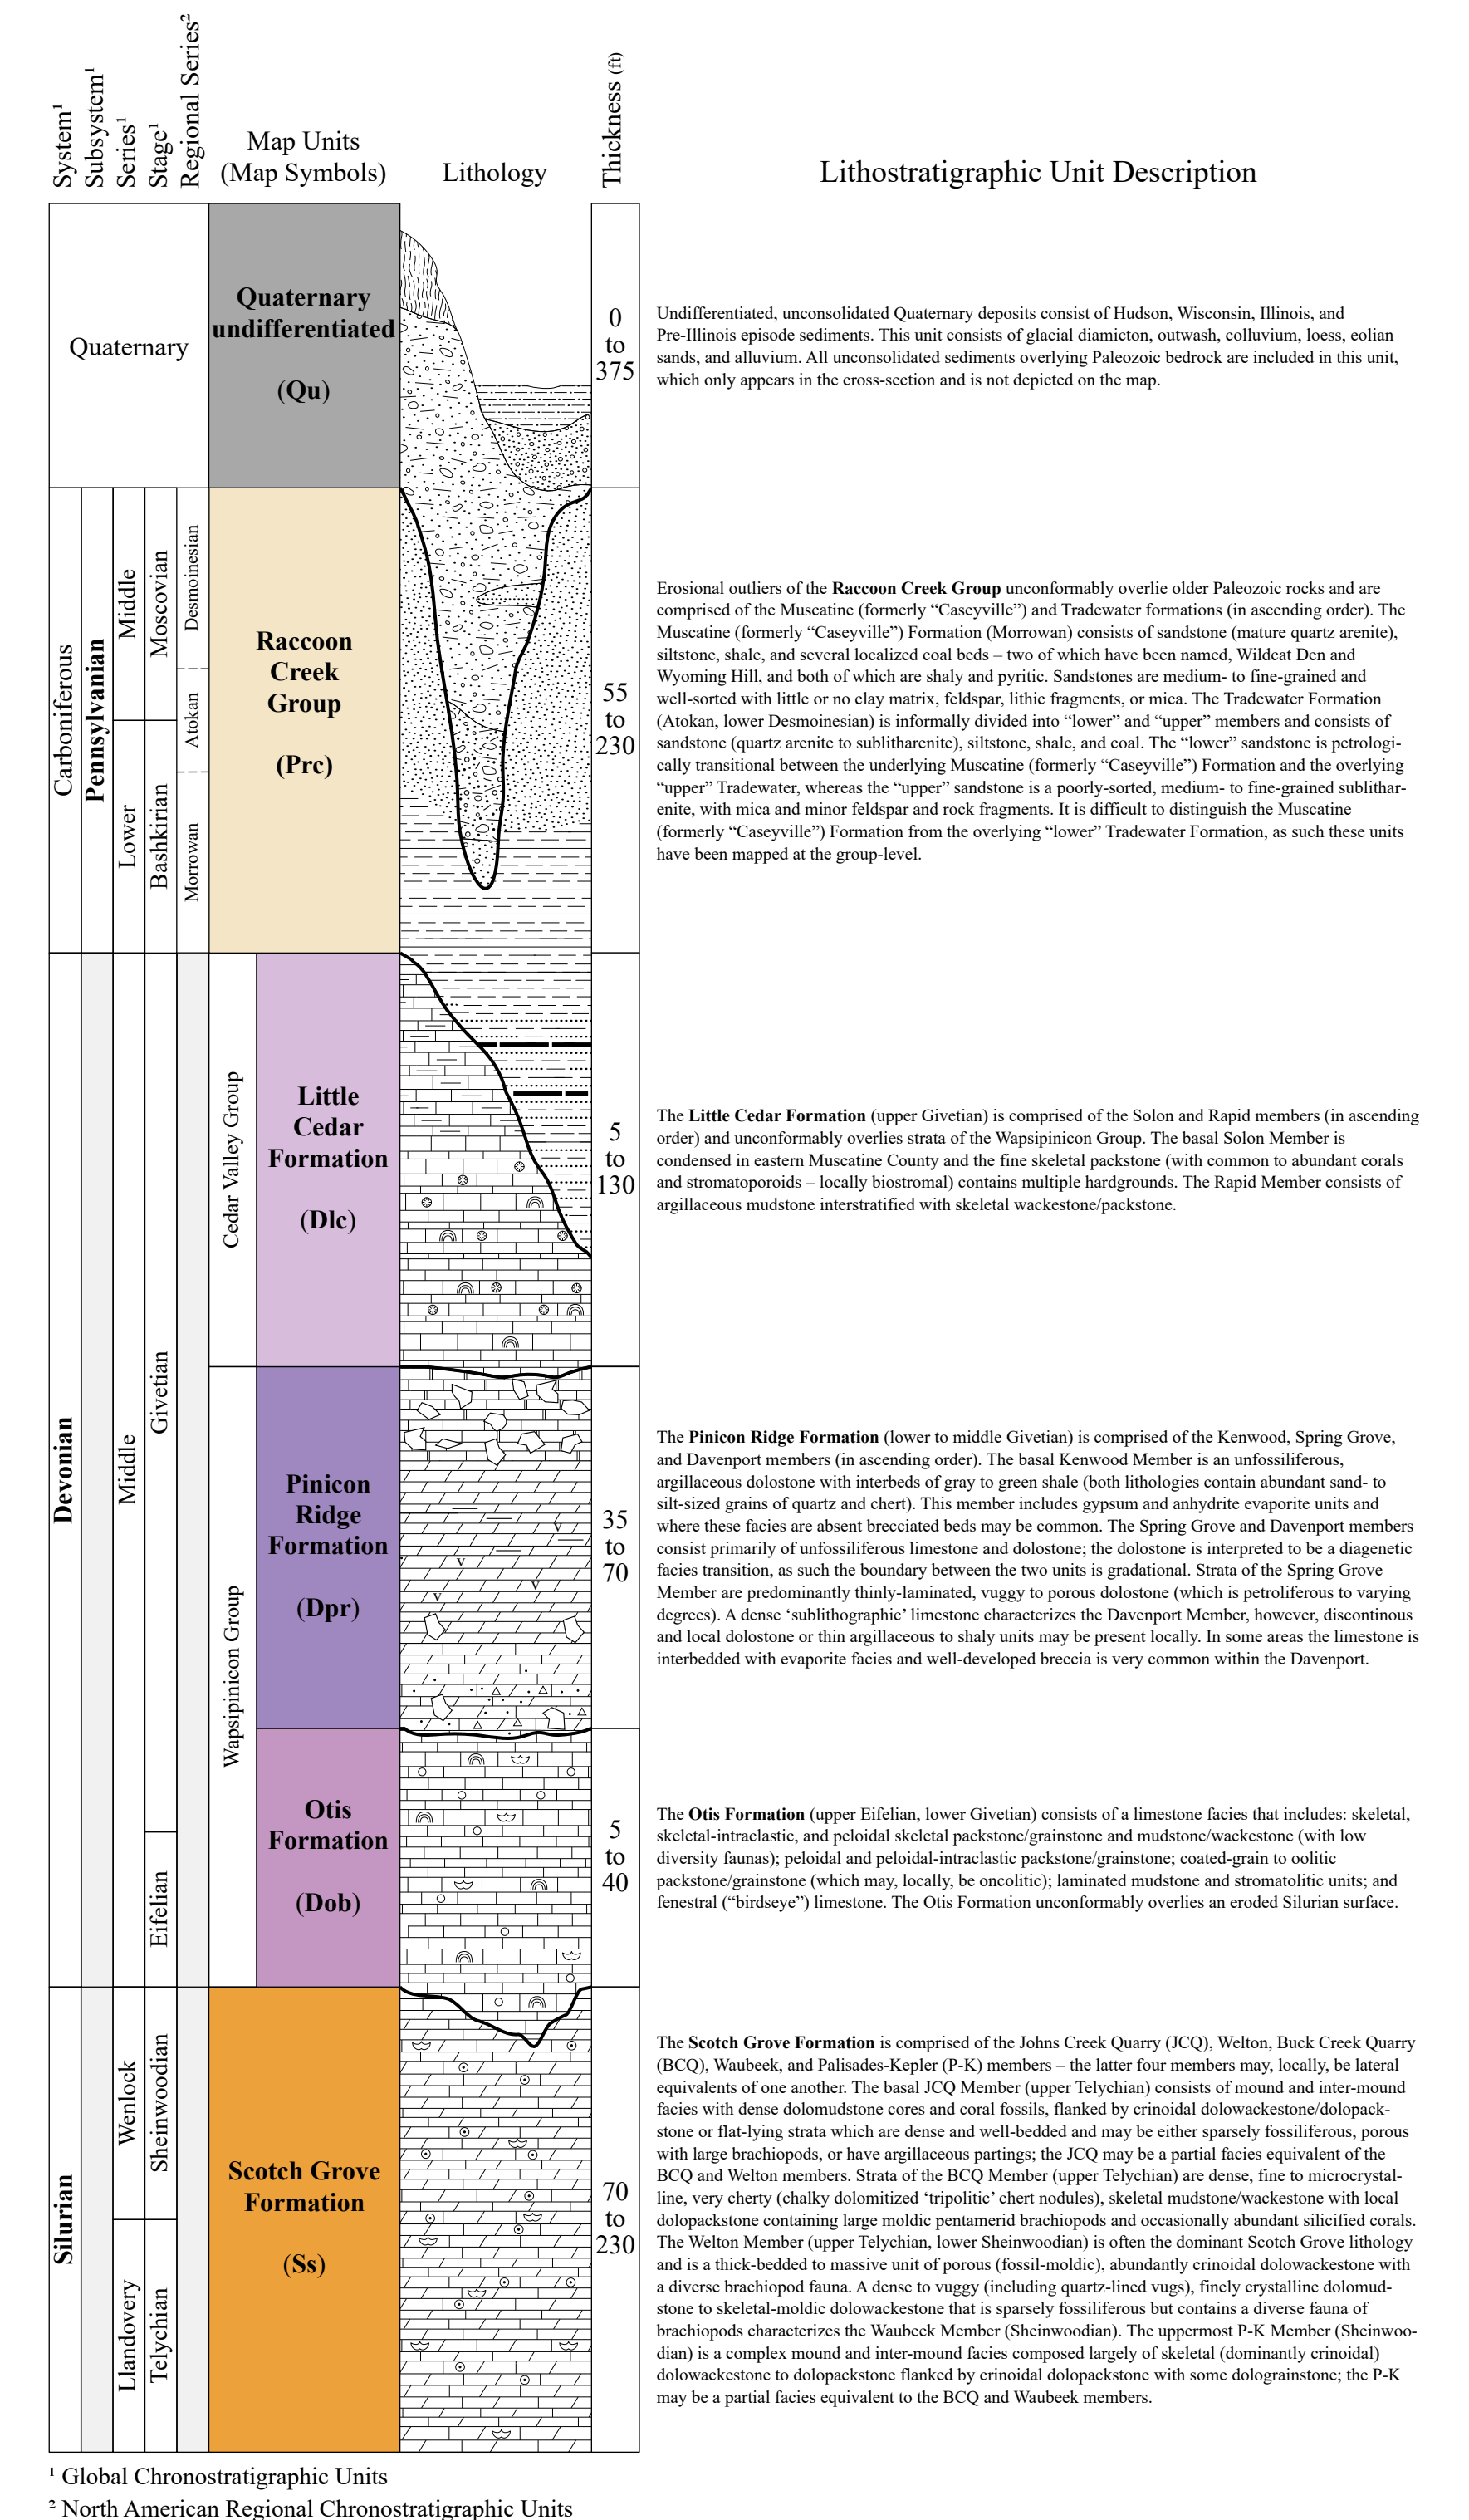 System¹
Subsystem¹
Series¹
Stage¹
Regional Series²
Map Units
(Map Symbols)
Lithology
Thickness (ft)
Lithostratigraphic Unit Description
Quaternary
Quaternary
undifferentiated
(Qu)
0
to
375
Undifferentiated, unconsolidated Quaternary deposits consist of Hudson, Wisconsin, Illinois, and
Pre-Illinois episode sediments. This unit consists of glacial diamicton, outwash, colluvium, loess, eolian
sands, and alluvium. All unconsolidated sediments overlying Paleozoic bedrock are included in this unit,
which only appears in the cross-section and is not depicted on the map.
Carboniferous
Pennsylvanian
Middle
Lower
Moscovian
Bashkirian
Desmoinesian
Atokan
Morrowan
Raccoon
Creek
Group
(Prc)
55
to
230
Erosional outliers of the Raccoon Creek Group unconformably overlie older Paleozoic rocks and are
comprised of the Muscatine (formerly “Caseyville”) and Tradewater formations (in ascending order). The
Muscatine (formerly “Caseyville”) Formation (Morrowan) consists of sandstone (mature quartz arenite),
siltstone, shale, and several localized coal beds – two of which have been named, Wildcat Den and
Wyoming Hill, and both of which are shaly and pyritic. Sandstones are medium- to fine-grained and
well-sorted with little or no clay matrix, feldspar, lithic fragments, or mica. The Tradewater Formation
(Atokan, lower Desmoinesian) is informally divided into “lower” and “upper” members and consists of
sandstone (quartz arenite to sublitharenite), siltstone, shale, and coal. The “lower” sandstone is petrologi-
cally transitional between the underlying Muscatine (formerly “Caseyville”) Formation and the overlying
“upper” Tradewater, whereas the “upper” sandstone is a poorly-sorted, medium- to fine-grained sublithar-
enite, with mica and minor feldspar and rock fragments. It is difficult to distinguish the Muscatine
(formerly “Caseyville”) Formation from the overlying “lower” Tradewater Formation, as such these units
have been mapped at the group-level.
Devonian
Middle
Givetian
Eifelian
Cedar Valley Group
Little
Cedar
Formation
(Dlc)
5
to
130
The Little Cedar Formation (upper Givetian) is comprised of the Solon and Rapid members (in ascending
order) and unconformably overlies strata of the Wapsipinicon Group. The basal Solon Member is
condensed in eastern Muscatine County and the fine skeletal packstone (with common to abundant corals
and stromatoporoids – locally biostromal) contains multiple hardgrounds. The Rapid Member consists of
argillaceous mudstone interstratified with skeletal wackestone/packstone.
Wapsipinicon Group
Pinicon
Ridge
Formation
(Dpr)
V
V
V
V
35
to
70
The Pinicon Ridge Formation (lower to middle Givetian) is comprised of the Kenwood, Spring Grove,
and Davenport members (in ascending order). The basal Kenwood Member is an unfossiliferous,
argillaceous dolostone with interbeds of gray to green shale (both lithologies contain abundant sand- to
silt-sized grains of quartz and chert). This member includes gypsum and anhydrite evaporite units and
where these facies are absent brecciated beds may be common. The Spring Grove and Davenport members
consist primarily of unfossiliferous limestone and dolostone; the dolostone is interpreted to be a diagenetic
facies transition, as such the boundary between the two units is gradational. Strata of the Spring Grove
Member are predominantly thinly-laminated, vuggy to porous dolostone (which is petroliferous to varying
degrees). A dense ‘sublithographic’ limestone characterizes the Davenport Member, however, discontinous
and local dolostone or thin argillaceous to shaly units may be present locally. In some areas the limestone is
interbedded with evaporite facies and well-developed breccia is very common within the Davenport.
Otis
Formation
(Dob)
5
to
40
The Otis Formation (upper Eifelian, lower Givetian) consists of a limestone facies that includes: skeletal,
skeletal-intraclastic, and peloidal skeletal packstone/grainstone and mudstone/wackestone (with low
diversity faunas); peloidal and peloidal-intraclastic packstone/grainstone; coated-grain to oolitic
packstone/grainstone (which may, locally, be oncolitic); laminated mudstone and stromatolitic units; and
fenestral (“birdseye”) limestone. The Otis Formation unconformably overlies an eroded Silurian surface.
Silurian
Wenlock
Llandovery
Sheinwoodian
Telychian
Scotch Grove
Formation
(Ss)
70
to
230
The Scotch Grove Formation is comprised of the Johns Creek Quarry (JCQ), Welton, Buck Creek Quarry
(BCQ), Waubeek, and Palisades-Kepler (P-K) members – the latter four members may, locally, be lateral
equivalents of one another. The basal JCQ Member (upper Telychian) consists of mound and inter-mound
facies with dense dolomudstone cores and coral fossils, flanked by crinoidal dolowackestone/dolopack-
stone or flat-lying strata which are dense and well-bedded and may be either sparsely fossiliferous, porous
with large brachiopods, or have argillaceous partings; the JCQ may be a partial facies equivalent of the
BCQ and Welton members. Strata of the BCQ Member (upper Telychian) are dense, fine to microcrystal-
line, very cherty (chalky dolomitized ‘tripolitic’ chert nodules), skeletal mudstone/wackestone with local
dolopackstone containing large moldic pentamerid brachiopods and occasionally abundant silicified corals.
The Welton Member (upper Telychian, lower Sheinwoodian) is often the dominant Scotch Grove lithology
and is a thick-bedded to massive unit of porous (fossil-moldic), abundantly crinoidal dolowackestone with
a diverse brachiopod fauna. A dense to vuggy (including quartz-lined vugs), finely crystalline dolomud-
stone to skeletal-moldic dolowackestone that is sparsely fossiliferous but contains a diverse fauna of
brachiopods characterizes the Waubeek Member (Sheinwoodian). The uppermost P-K Member (Sheinwoo-
dian) is a complex mound and inter-mound facies composed largely of skeletal (dominantly crinoidal)
dolowackestone to dolopackstone flanked by crinoidal dolopackstone with some dolograinstone; the P-K
may be a partial facies equivalent to the BCQ and Waubeek members.
¹ Global Chronostratigraphic Units
² North American Regional Chronostratigraphic Units